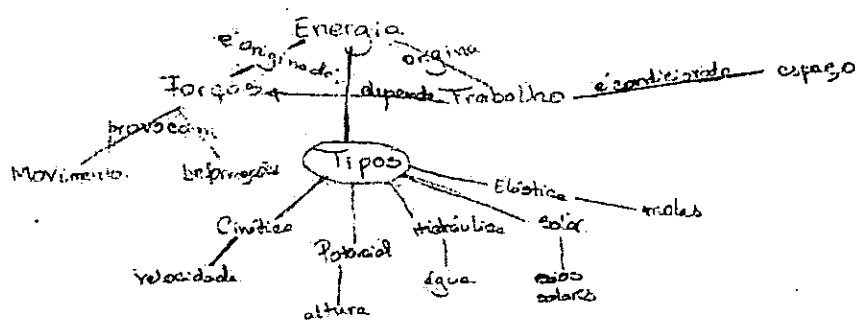 Energia
é originada:
origina
Forças
depende
Trabalho
é condicionado
espaço
provocam
Movimento
Deformação
Tipos
Elástica
molas
Cinética
Potencial
Hidráulica
Solar
velocidade
altura
água
raios
solares